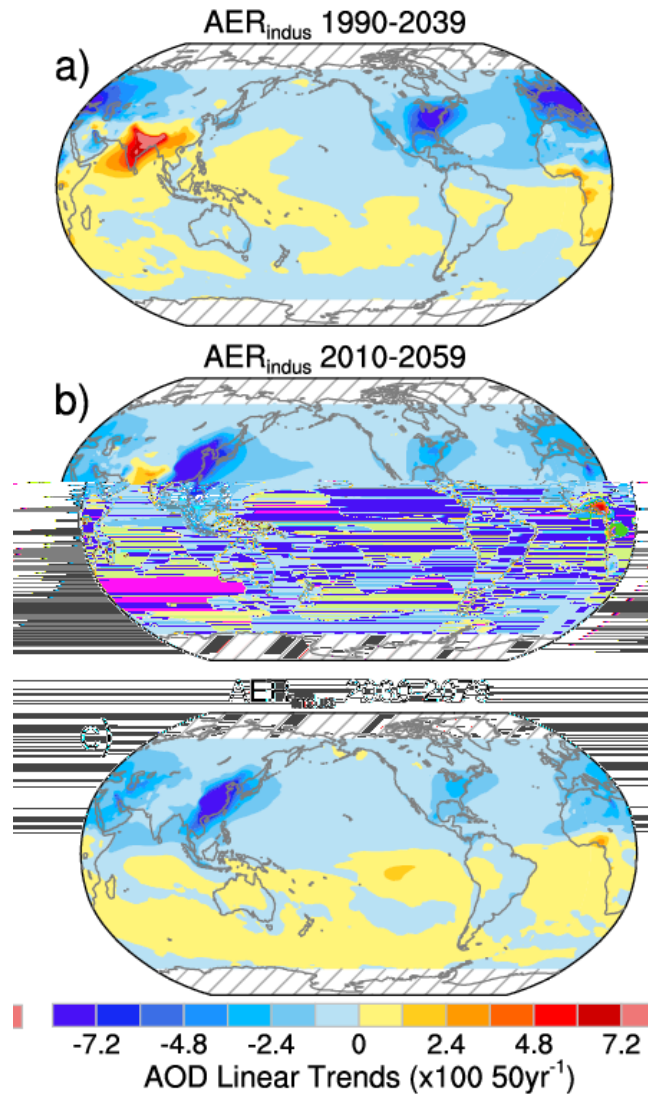 AERindus 1990-2039
a)
AERindus 2010-2059
b)
c)
-7.2 -4.8 -2.4 0 2.4 4.8 7.2
AOD Linear Trends (x100 50yr-1)